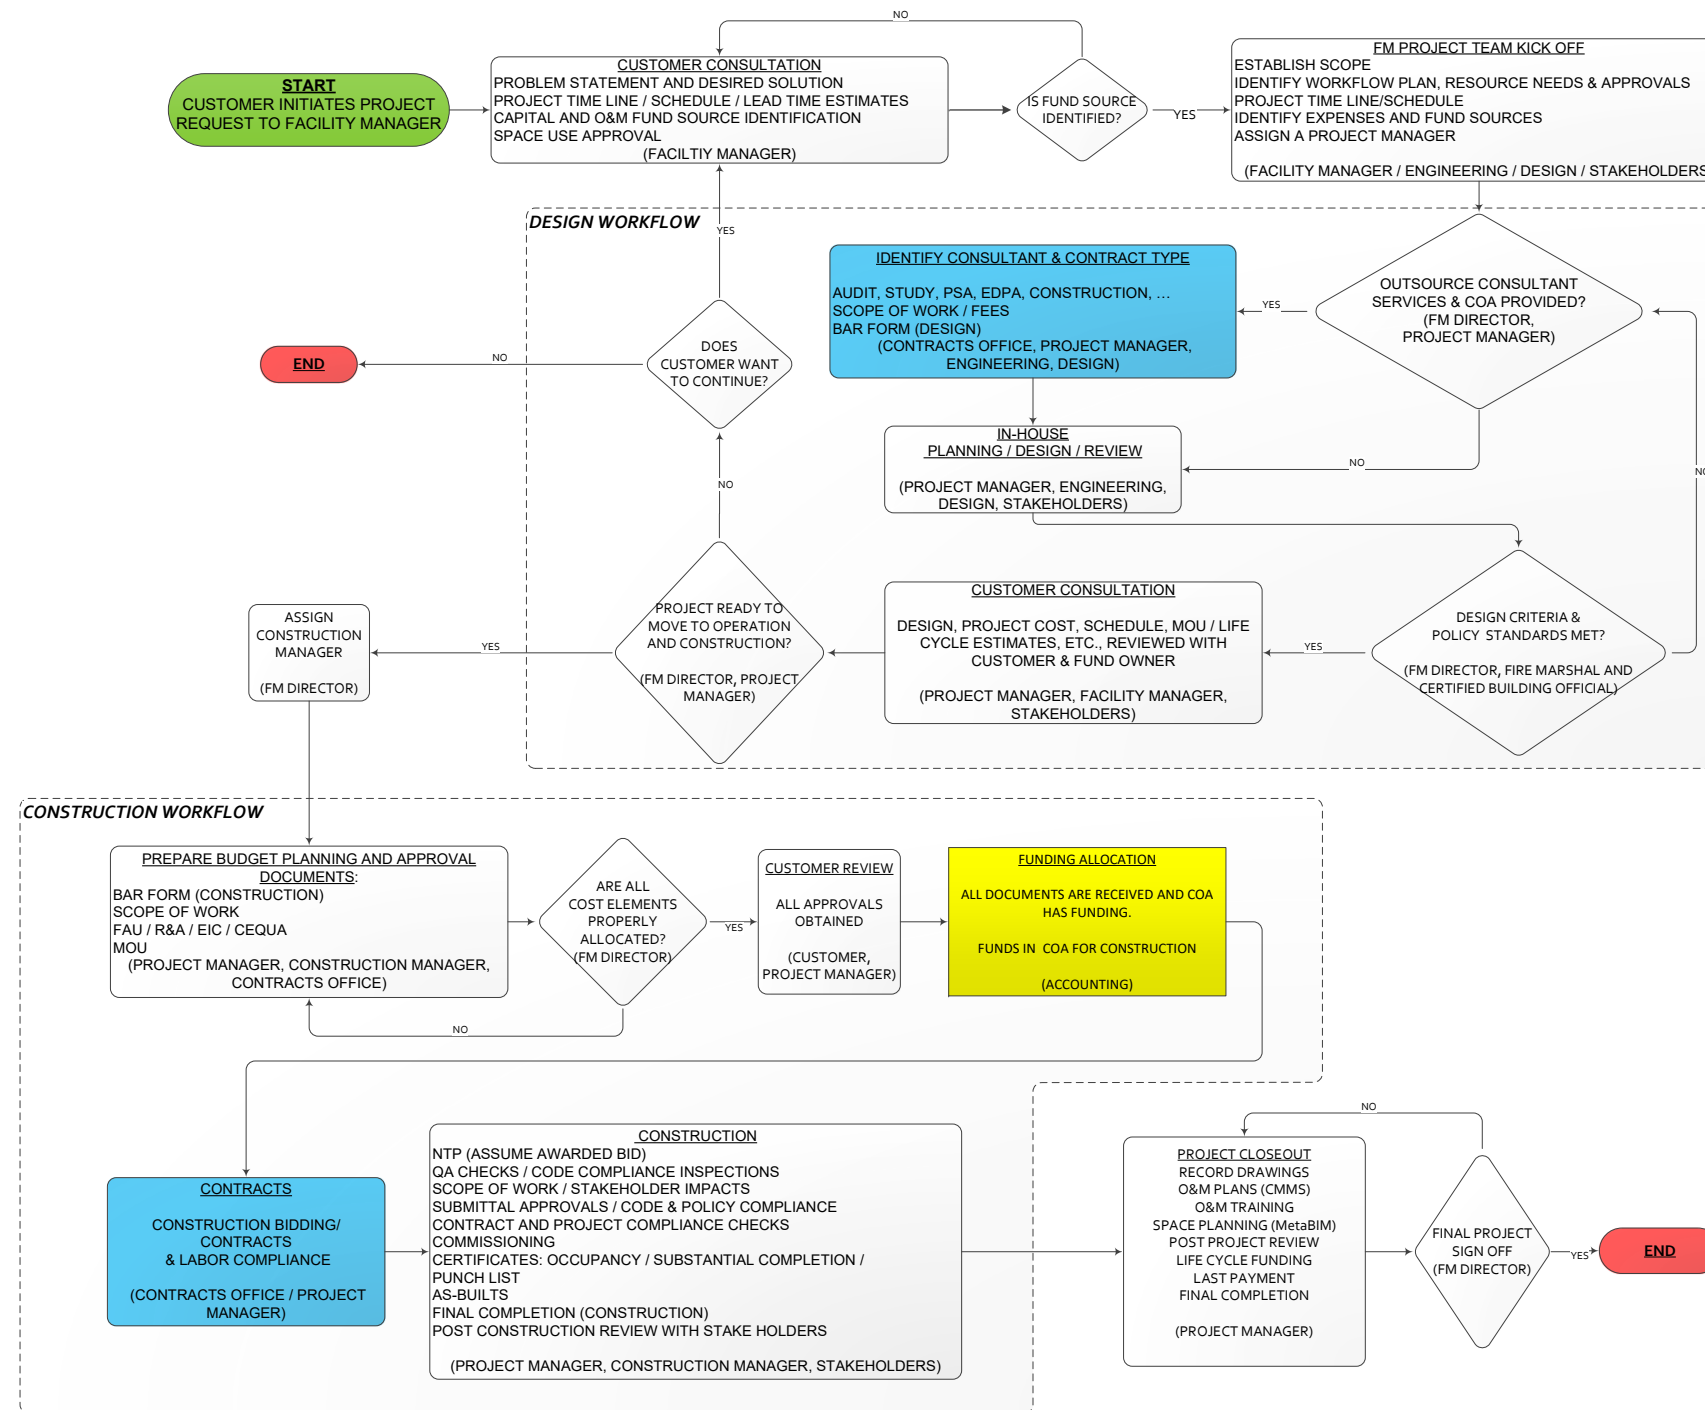 NO
START
CUSTOMER INITIATES PROJECT
REQUEST TO FACILITY MANAGER
CUSTOMER CONSULTATION
PROBLEM STATEMENT AND DESIRED SOLUTION
PROJECT TIME LINE / SCHEDULE / LEAD TIME ESTIMATES
CAPITAL AND O&M FUND SOURCE IDENTIFICATION
SPACE USE APPROVAL
(FACILTIY MANAGER)
IS FUND SOURCE
IDENTIFIED?
YES
FM PROJECT TEAM KICK OFF
ESTABLISH SCOPE
IDENTIFY WORKFLOW PLAN, RESOURCE NEEDS & APPROVALS
PROJECT TIME LINE/SCHEDULE
IDENTIFY EXPENSES AND FUND SOURCES
ASSIGN A PROJECT MANAGER
(FACILITY MANAGER / ENGINEERING / DESIGN / STAKEHOLDERS
DESIGN WORKFLOW
YES
IDENTIFY CONSULTANT & CONTRACT TYPE
AUDIT, STUDY, PSA, EDPA, CONSTRUCTION, …
SCOPE OF WORK / FEES
BAR FORM (DESIGN)
(CONTRACTS OFFICE, PROJECT MANAGER,
ENGINEERING, DESIGN)
YES
OUTSOURCE CONSULTANT
SERVICES & COA PROVIDED?
(FM DIRECTOR,
PROJECT MANAGER)
END
NO
DOES
CUSTOMER WANT
TO CONTINUE?
IN-HOUSE
PLANNING / DESIGN / REVIEW
(PROJECT MANAGER, ENGINEERING,
DESIGN, STAKEHOLDERS)
NO
NO
NO
ASSIGN
CONSTRUCTION
MANAGER
(FM DIRECTOR)
YES
PROJECT READY TO
MOVE TO OPERATION
AND CONSTRUCTION?
(FM DIRECTOR, PROJECT
MANAGER)
CUSTOMER CONSULTATION
DESIGN, PROJECT COST, SCHEDULE, MOU / LIFE
CYCLE ESTIMATES, ETC., REVIEWED WITH
CUSTOMER & FUND OWNER
(PROJECT MANAGER, FACILITY MANAGER,
STAKEHOLDERS)
YES
DESIGN CRITERIA &
POLICY STANDARDS MET?
(FM DIRECTOR, FIRE MARSHAL AND
CERTIFIED BUILDING OFFICIAL)
CONSTRUCTION WORKFLOW
PREPARE BUDGET PLANNING AND APPROVAL
DOCUMENTS:
BAR FORM (CONSTRUCTION)
SCOPE OF WORK
FAU / R&A / EIC / CEQUA
MOU
(PROJECT MANAGER, CONSTRUCTION MANAGER,
CONTRACTS OFFICE)
ARE ALL
COST ELEMENTS
PROPERLY
ALLOCATED?
(FM DIRECTOR)
YES
CUSTOMER REVIEW
ALL APPROVALS
OBTAINED
(CUSTOMER,
PROJECT MANAGER)
FUNDING ALLOCATION
ALL DOCUMENTS ARE RECEIVED AND COA
HAS FUNDING.
FUNDS IN COA FOR CONSTRUCTION
(ACCOUNTING)
NO
CONTRACTS
CONSTRUCTION BIDDING/
CONTRACTS
& LABOR COMPLIANCE
(CONTRACTS OFFICE / PROJECT
MANAGER)
CONSTRUCTION
NTP (ASSUME AWARDED BID)
QA CHECKS / CODE COMPLIANCE INSPECTIONS
SCOPE OF WORK / STAKEHOLDER IMPACTS
SUBMITTAL APPROVALS / CODE & POLICY COMPLIANCE
CONTRACT AND PROJECT COMPLIANCE CHECKS
COMMISSIONING
CERTIFICATES: OCCUPANCY / SUBSTANTIAL COMPLETION /
PUNCH LIST
AS-BUILTS
FINAL COMPLETION (CONSTRUCTION)
POST CONSTRUCTION REVIEW WITH STAKE HOLDERS
(PROJECT MANAGER, CONSTRUCTION MANAGER, STAKEHOLDERS)
NO
PROJECT CLOSEOUT
RECORD DRAWINGS
O&M PLANS (CMMS)
O&M TRAINING
SPACE PLANNING (MetaBIM)
POST PROJECT REVIEW
LIFE CYCLE FUNDING
LAST PAYMENT
FINAL COMPLETION
(PROJECT MANAGER)
FINAL PROJECT
SIGN OFF
(FM DIRECTOR)
YES
END